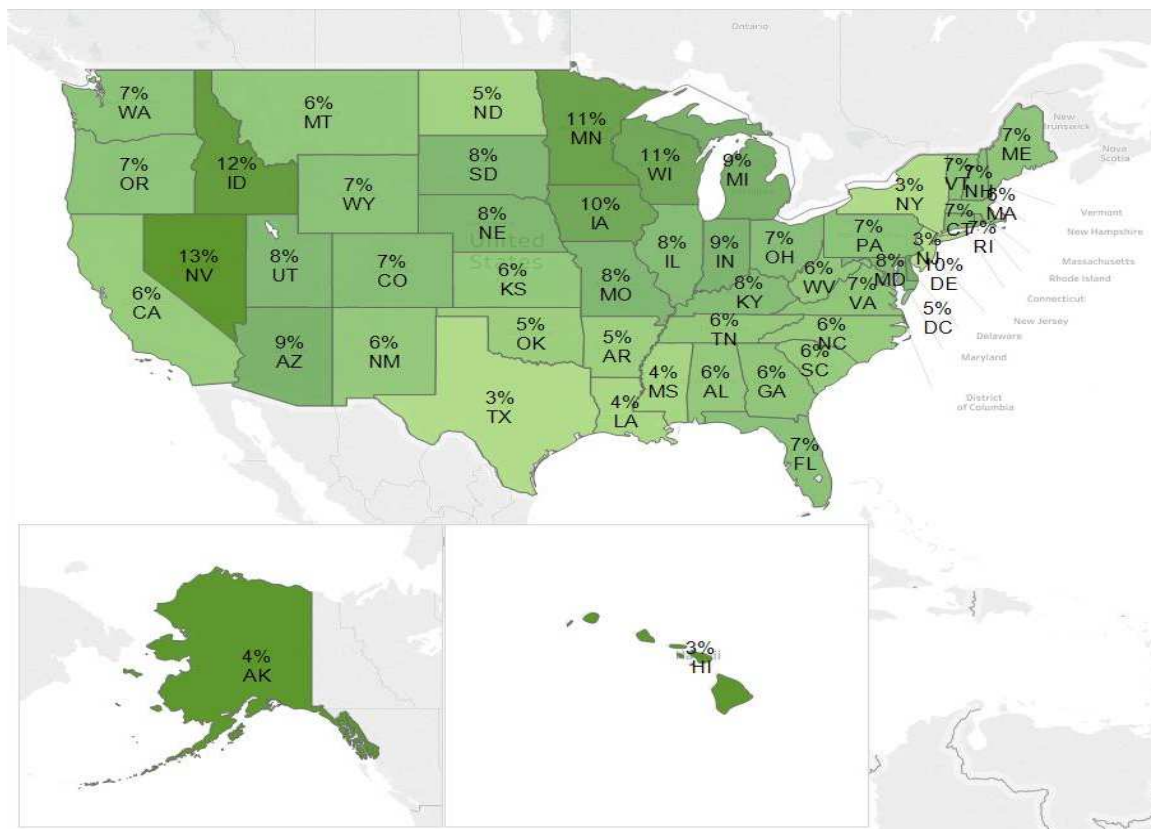 Ontario
7%
WA
6%
MT
5%
ND
11%
MN
7%
OR
12%
ID
8%
SD
11%
WI
9%
MI
7%
ME
New
Brunswick
Nova
Scotia
7%
WY
10%
IA
3%
NY
7%
VT
7%
NH
6%
MA
Vermont
New Hampshire
Massachusetts
Rhode Island
Connecticut
New Jersey
Delaware
Maryland
District
of Columbia
13%
NV
8%
UT
7%
CO
8%
NE
United
States
8%
IL
9%
IN
7%
OH
7%
PA
7%
CT
7%
RI
3%
NJ
6%
CA
6%
KS
8%
MO
8%
KY
6%
WV
7%
VA
8%
MD
10%
DE
5%
DC
9%
AZ
6%
NM
5%
OK
5%
AR
6%
TN
6%
NC
6%
SC
3%
TX
4%
LA
4%
MS
6%
AL
6%
GA
7%
FL
4%
AK
3%
HI